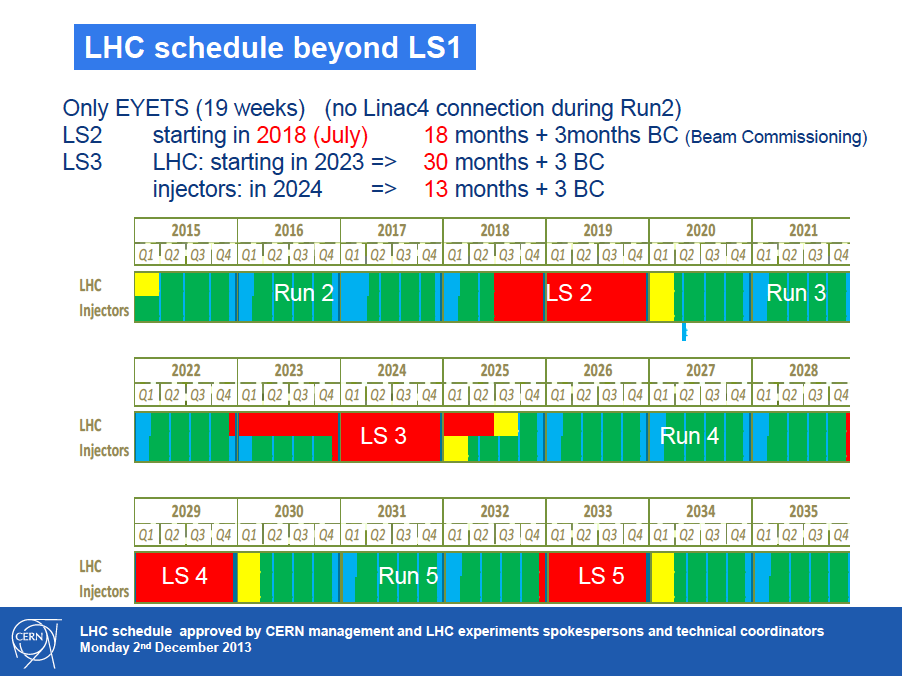 LHC schedule beyond LS1
Only EYETS (19 weeks) (no Linac4 connection during Run2)
LS2 starting in 2018 (July) 18 months + 3months BC (Beam Commissioning)
LS3 LHC: starting in 2023 => 30 months + 3 BC
injectors: in 2024 => 13 months + 3 BC
2015 2016 2017 2018 2019 2020 2021
Q1 Q2 Q3 Q4 Q1 Q2 Q3 Q4 Q1 Q2 Q3 Q4 Q1 Q2 Q3 Q4 Q1 Q2 Q3 Q4 Q1 Q2 Q3 Q4 Q1 Q2 Q3 Q4
LHC Run 2 LS 2 Run 3
Injectors
2022 2023 2024 2025 2026 2027 2028
Q1 Q2 Q3 Q4 Q1 Q2 Q3 Q4 Q1 Q2 Q3 Q4 Q1 Q2 Q3 Q4 Q1 Q2 Q3 Q4 Q1 Q2 Q3 Q4 Q1 Q2 Q3 Q4
LHC LS 3 Run 4
Injectors
2029 2030 2031 2032 2033 2034 2035
Q1 Q2 Q3 Q4 Q1 Q2 Q3 Q4 Q1 Q2 Q3 Q4 Q1 Q2 Q3 Q4 Q1 Q2 Q3 Q4 Q1 Q2 Q3 Q4 Q1 Q2 Q3 Q4
LHC LS 4 Run 5 LS 5
Injectors
CERN
LHC schedule approved by CERN management and LHC experiments spokespersons and technical coordinators
Monday 2nd December 2013